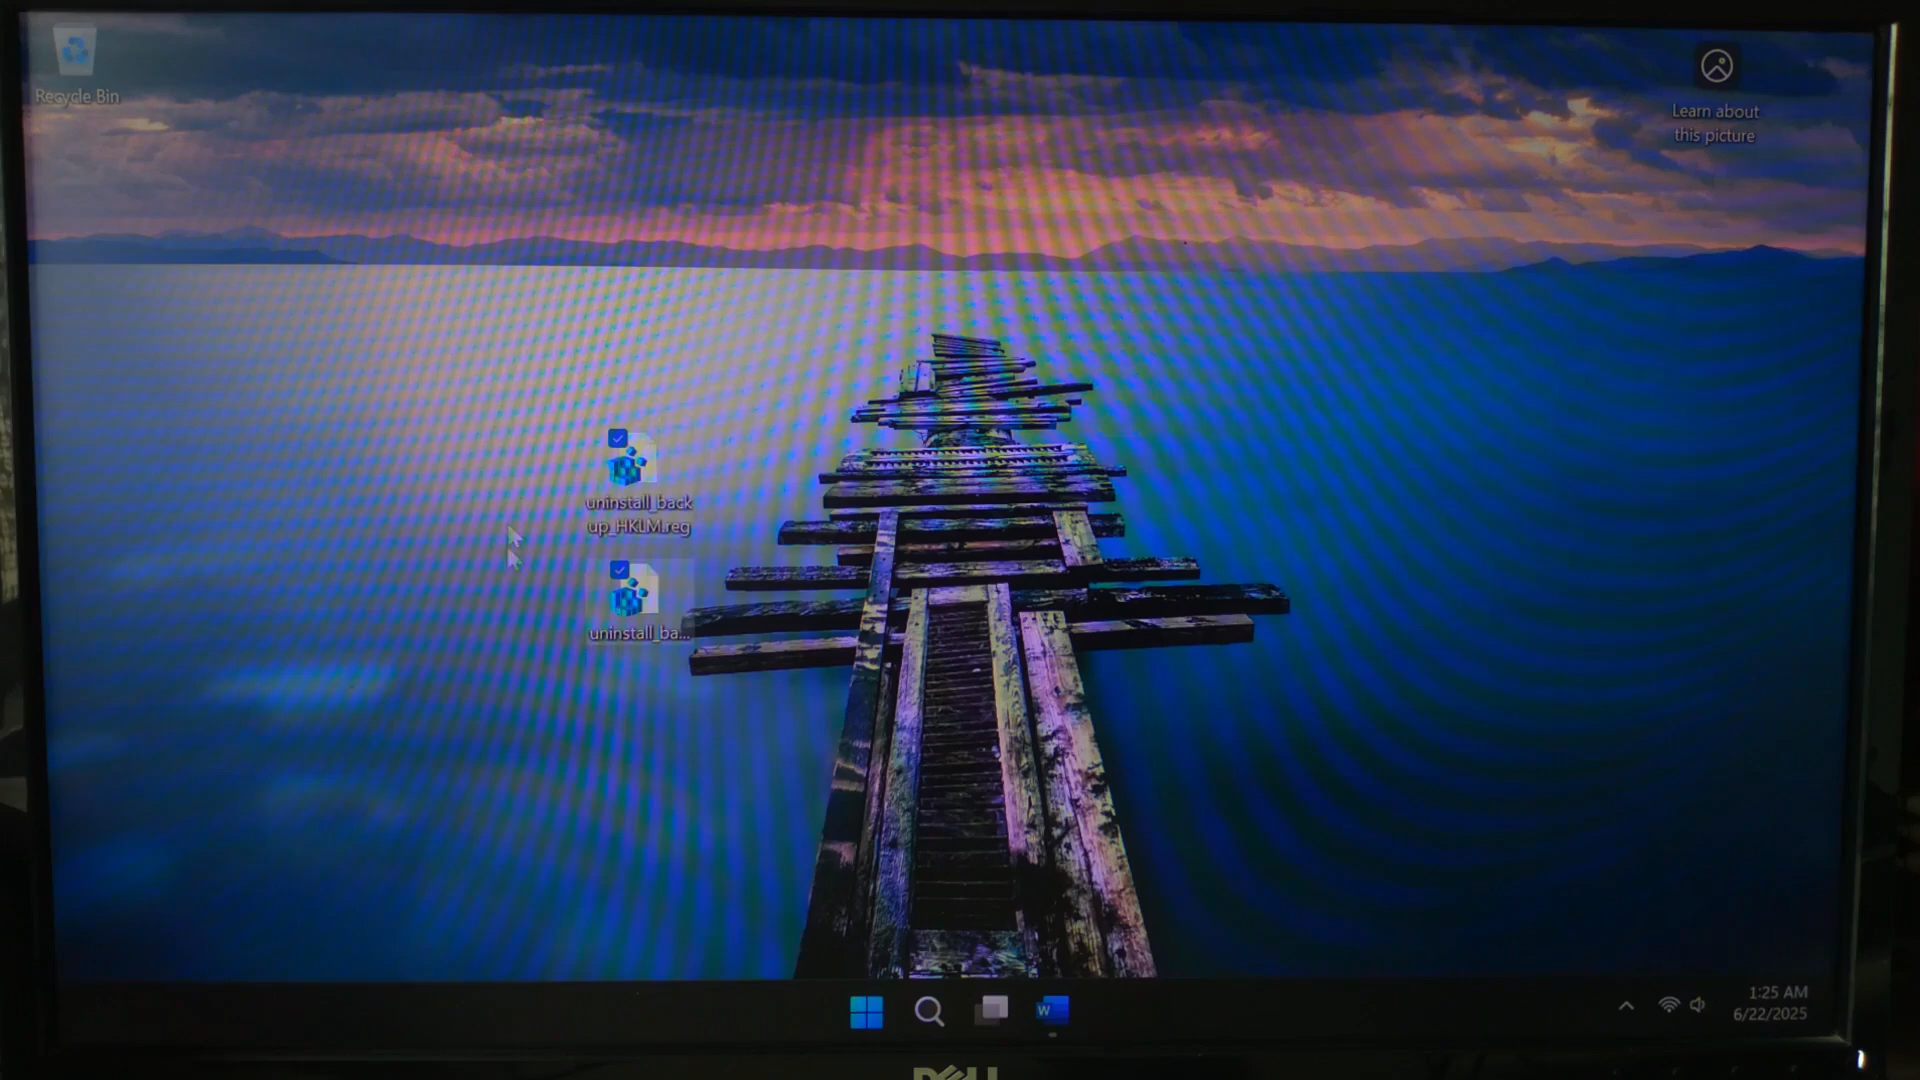 Recycle Bin
Learn about
this picture
uninstall_back
up_HKLM.reg
uninstall_ba...
W
1:25 AM
6/22/2025
DELL